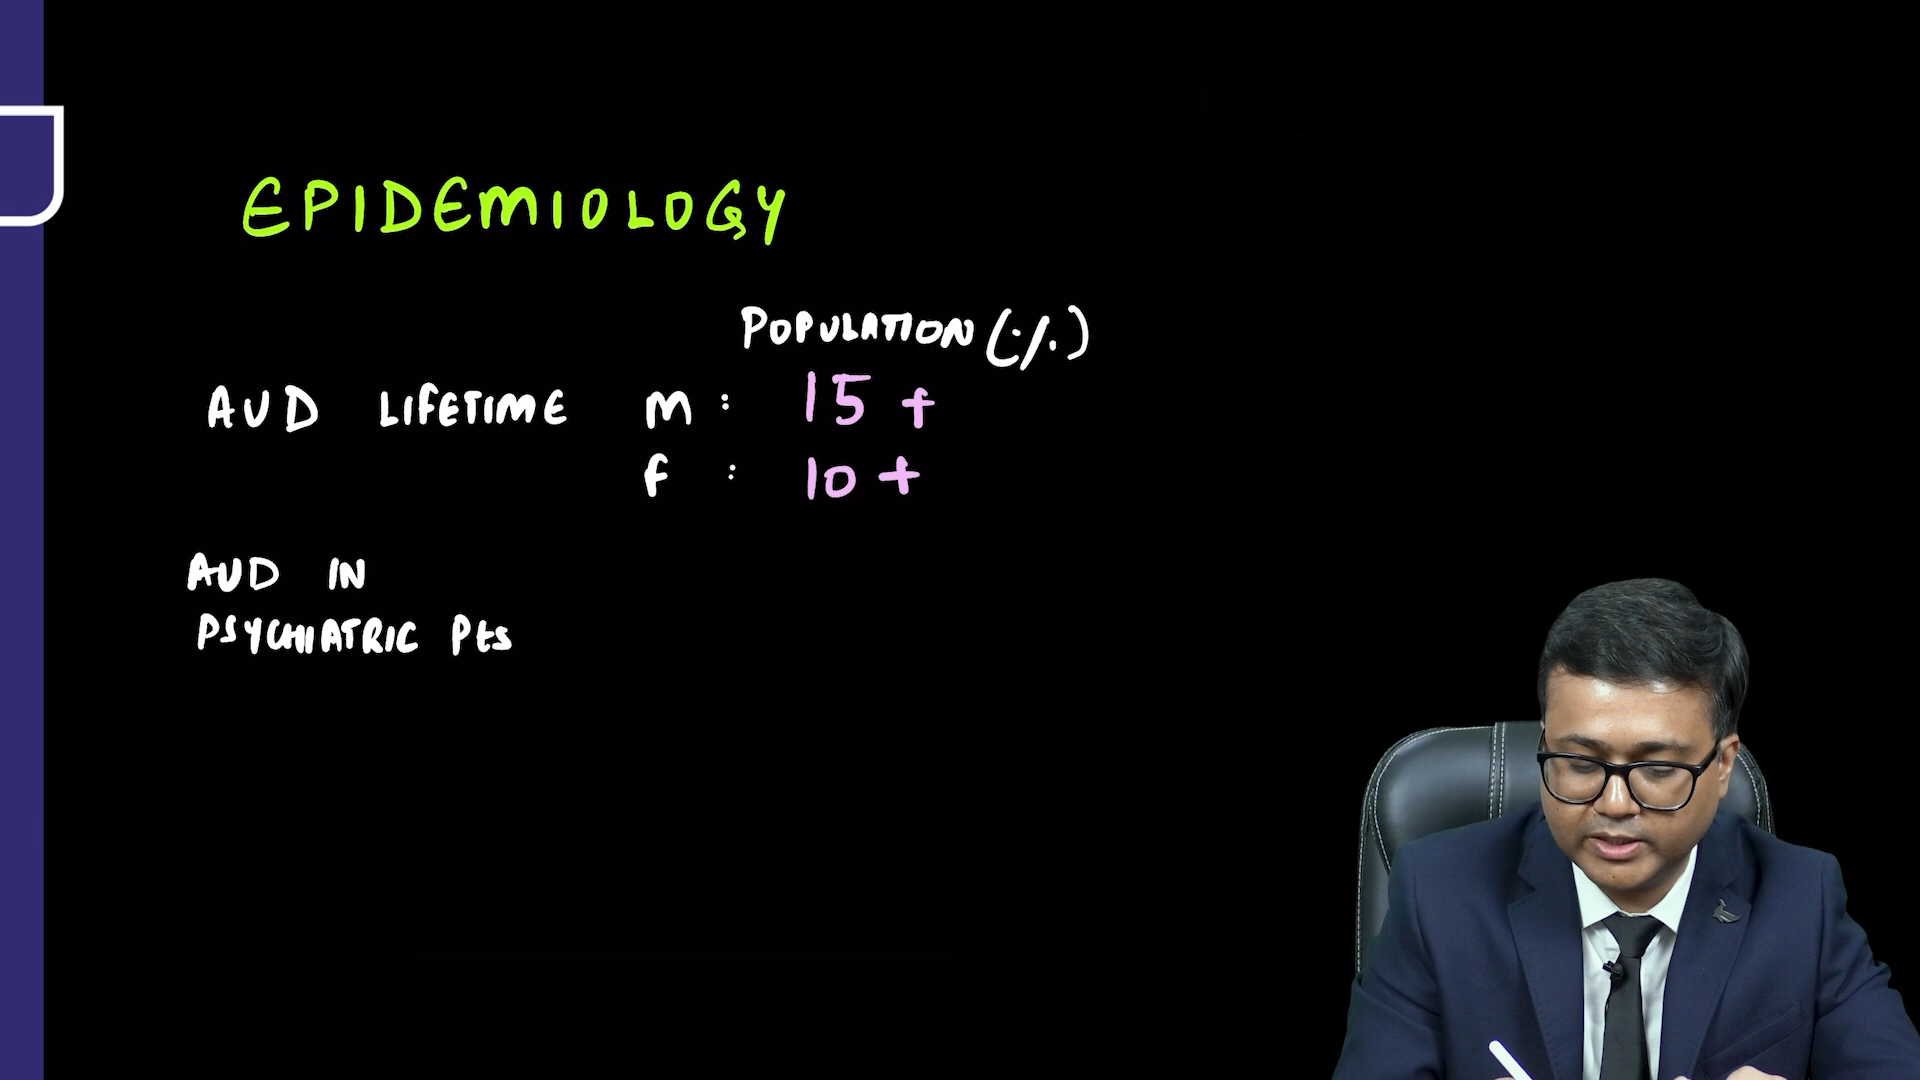 EPIDEMIOLOGY
POPULATION (%)
AUD LIFETIME M : 15 +
F : 10 +
AUD IN
PSYCHIATRIC Pts